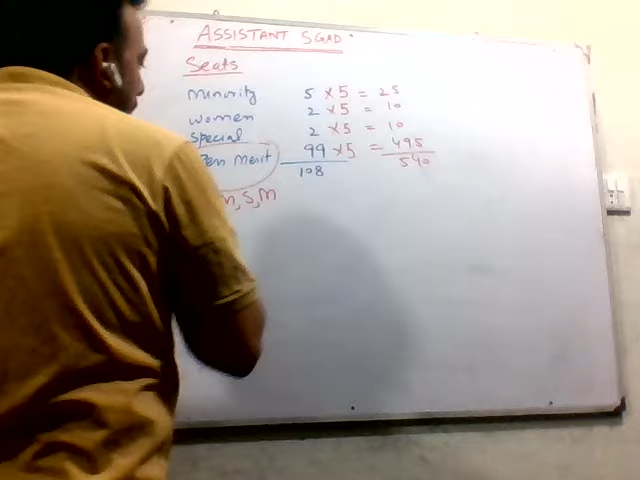 ASSISTANT SGAD.
Seats
Minority 5 × 5 = 25
women 2 × 5 = 10
Special 2 × 5 = 10
pen Merit 99 × 5 = 495
108 540
M, S, M